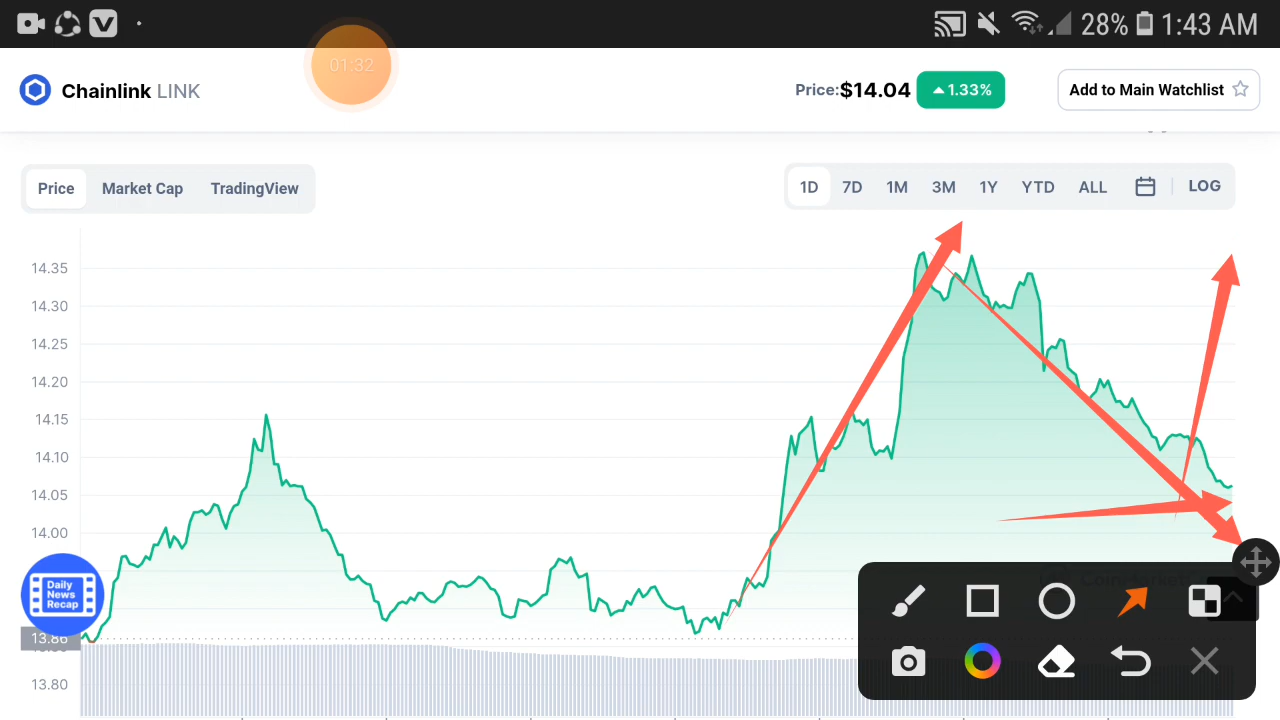 V
28% 1:43 AM
01:32
Chainlink LINK
Price: $14.04 1.33%
Add to Main Watchlist
Price Market Cap TradingView
1D 7D 1M 3M 1Y YTD ALL LOG
14.35
14.30
14.25
14.20
14.15
14.10
14.05
14.00
Daily
News
Recap
13.86
13.80